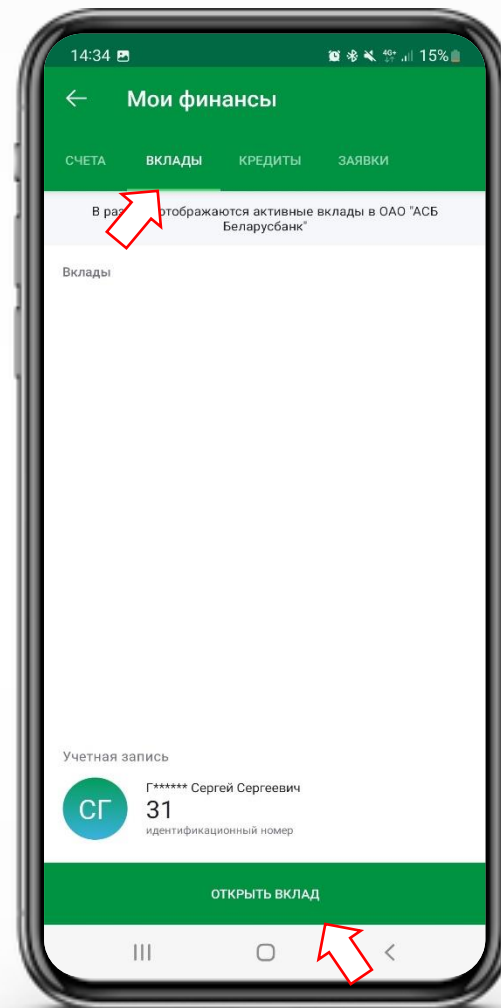 14:34 15%
Мои финансы
СЧЕТА ВКЛАДЫ КРЕДИТЫ ЗАЯВКИ
В отображаются активные вклады в ОАО "АСБ
Беларусбанк"
Вклады
Учетная запись
СГ
Г****** Сергей Сергеевич
31
идентификационный номер
ОТКРЫТЬ ВКЛАД